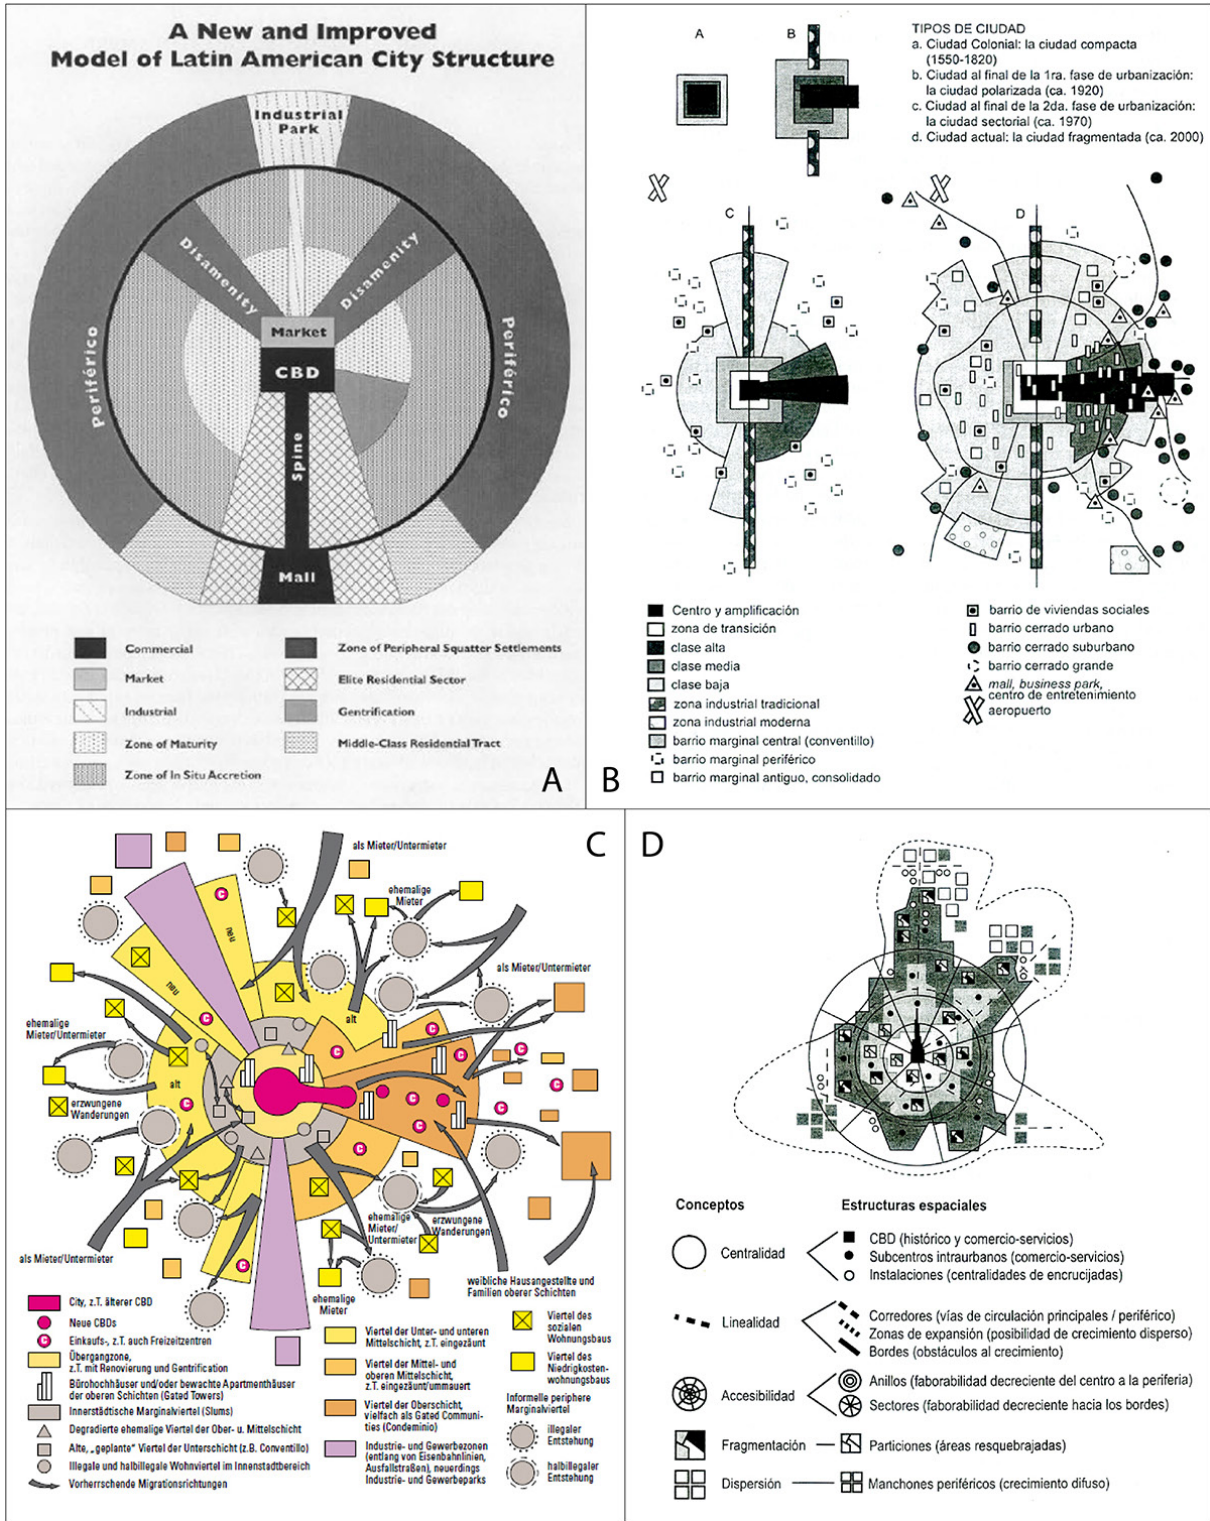 A New and Improved
Model of Latin American City Structure
Industrial
Park
Disamenity
Disamenity
Market
CBD
Periférico
Periférico
Spine
Mall
Commercial
Market
Industrial
Zone of Maturity
Zone of In Situ Accretion
Zone of Peripheral Squatter Settlements
Elite Residential Sector
Gentrification
Middle-Class Residential Tract
A
A
B
TIPOS DE CIUDAD
a. Ciudad Colonial: la ciudad compacta
(1550-1820)
b. Ciudad al final de la 1ra. fase de urbanización:
la ciudad polarizada (ca. 1920)
c. Ciudad al final de la 2da. fase de urbanización:
la ciudad sectorial (ca. 1970)
d. Ciudad actual: la ciudad fragmentada (ca. 2000)
C
D
Centro y amplificación
zona de transición
clase alta
clase media
clase baja
zona industrial tradicional
zona industrial moderna
barrio marginal central (conventillo)
barrio marginal periférico
barrio marginal antiguo, consolidado
barrio de viviendas sociales
barrio cerrado urbano
barrio cerrado suburbano
barrio cerrado grande
mall, business park,
centro de entretenimiento
aeropuerto
B
C
als Mieter/Untermieter
ehemalige
Mieter
neu
neu
als Mieter/Untermieter
alt
ehemalige
Mieter/Untermieter
alt
erzwungene
Wanderungen
C
C
C
C
C
C
C
C
C
C
C
C
C
C
ehemalige
Mieter/
Untermieter
erzwungene
Wanderungen
als Mieter/Untermieter
ehemalige
Mieter
weibliche Hausangestellte und
Familien oberer Schichten
City, z.T. älterer CBD
Neue CBDs
C
Einkaufs-, z.T. auch Freizeitzentren
Übergangzone,
z.T. mit Renovierung und Gentrification
Bürohochhäuser und/oder bewachte Apartmenthäuser
der oberen Schichten (Gated Towers)
Innerstädtische Marginalviertel (Slums)
Degradierte ehemalige Viertel der Ober- u. Mittelschicht
Alte, „geplante" Viertel der Unterschicht (z.B. Conventillo)
Illegale und halbillegale Wohnviertel im Innenstadtbereich
Vorherrschende Migrationsrichtungen
Viertel der Unter- und unteren
Mittelschicht, z.T. eingezäunt
Viertel der Mittel- und
oberen Mittelschicht,
z.T. eingezäunt/ummauert
Viertel der Oberschicht,
vielfach als Gated Communi-
ties (Condominio)
Industrie- und Gewerbezonen
(entlang von Eisenbahnlinien,
Ausfallstraßen), neuerdings
Industrie- und Gewerbeparks
Viertel des
sozialen
Wohnungsbaus
Viertel des
Niedrigkosten-
wohnungsbaus
Informelle periphere
Marginalviertel
illegaler
Entstehung
halbillegaler
Entstehung
D
Conceptos
Estructuras espaciales
Centralidad
CBD (histórico y comercio-servicios)
Subcentros intraurbanos (comercio-servicios)
Instalaciones (centralidades de encrucijadas)
Linealidad
Corredores (vías de circulación principales / periférico)
Zonas de expansión (posibilidad de crecimiento disperso)
Bordes (obstáculos al crecimiento)
Accesibilidad
Anillos (faborabilidad decreciente del centro a la periferia)
Sectores (faborabilidad decreciente hacia los bordes)
Fragmentación
Particiones (áreas resquebrajadas)
Dispersión
Manchones periféricos (crecimiento difuso)